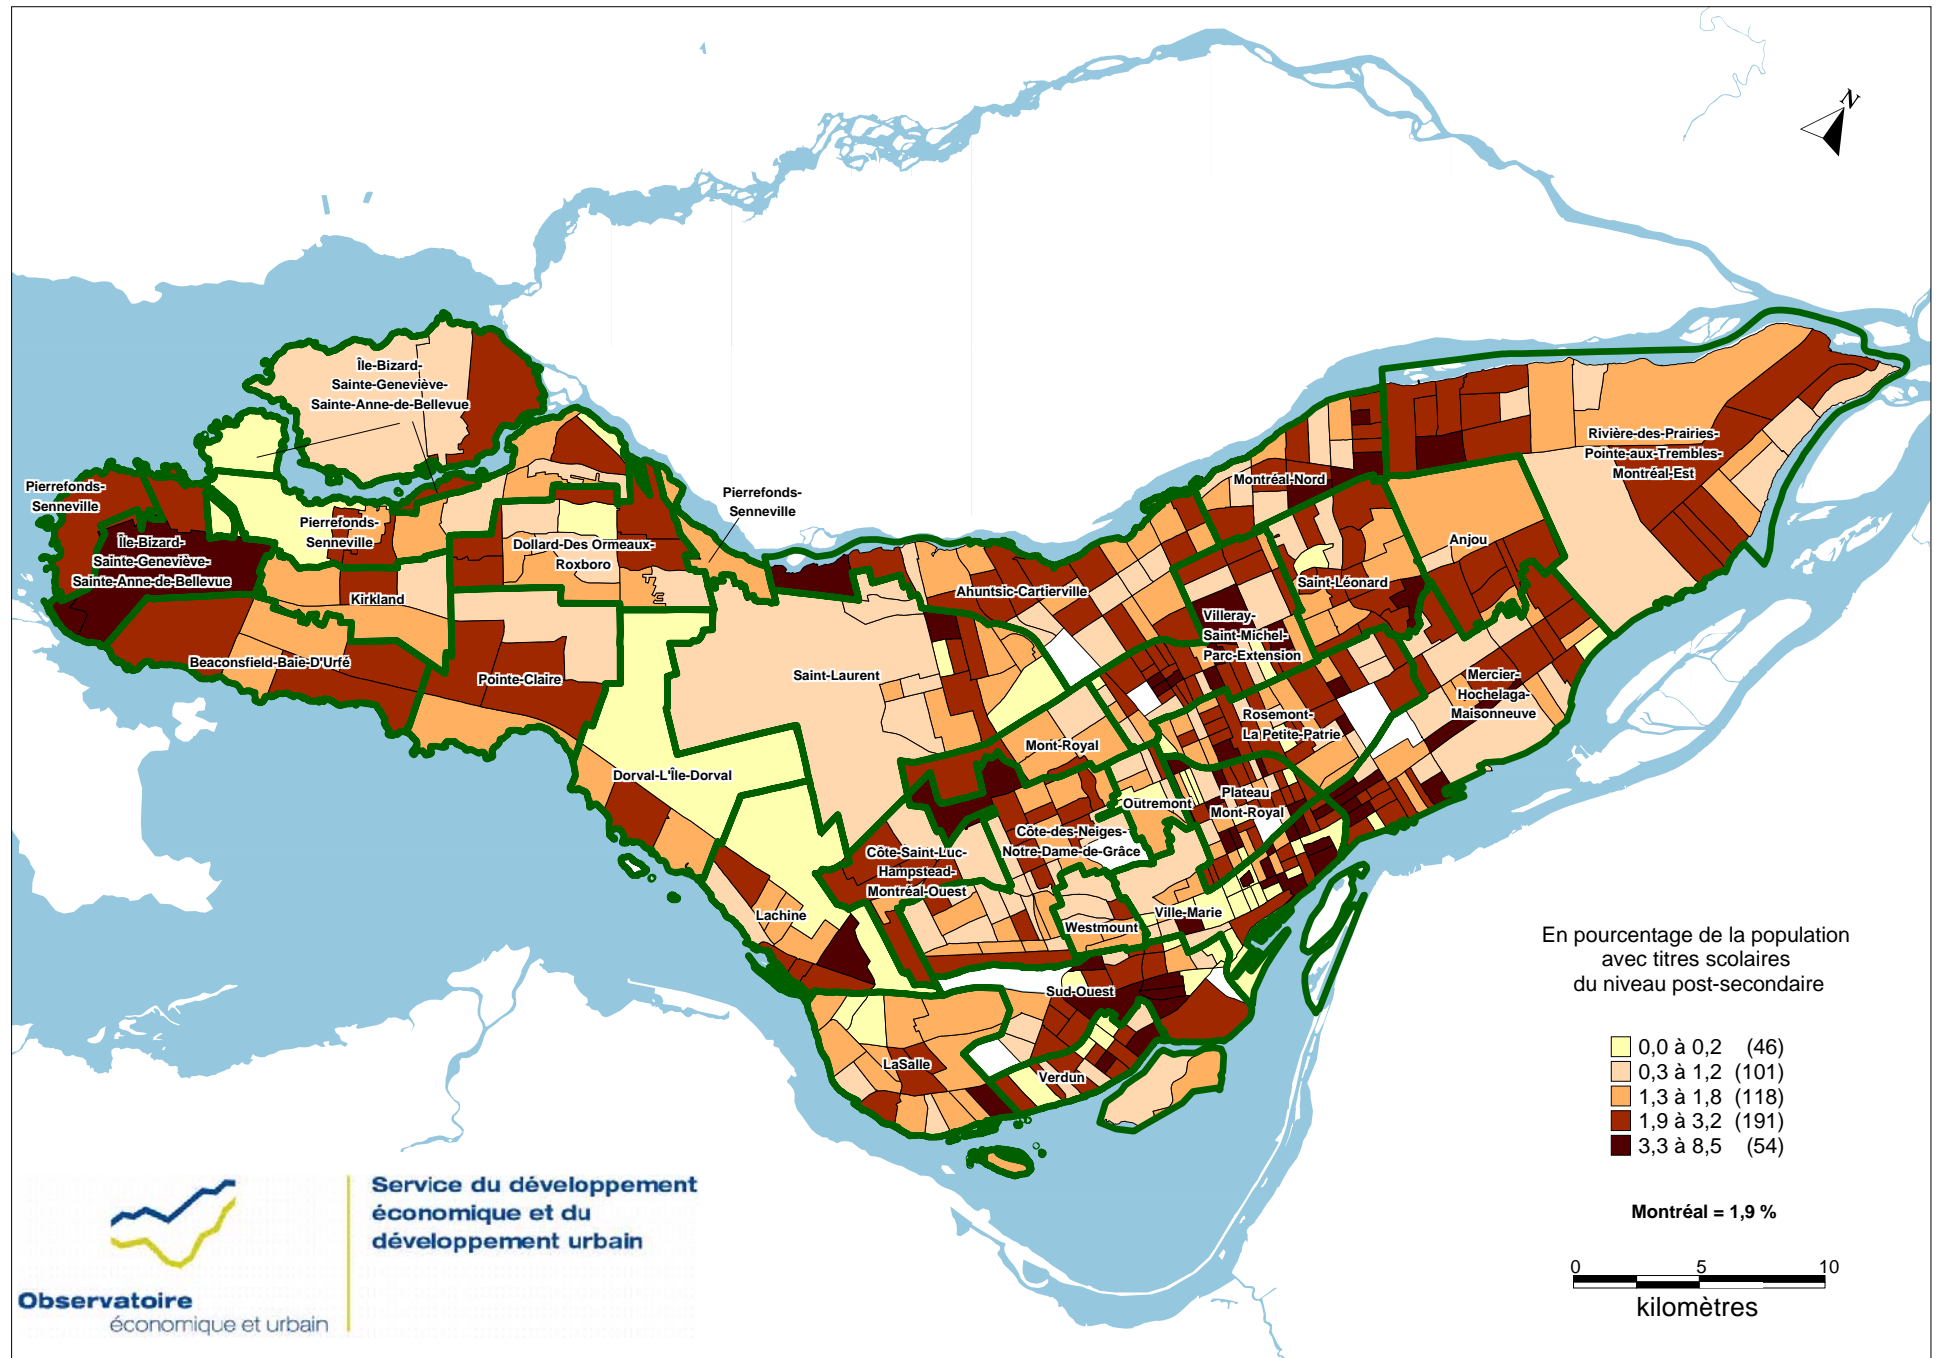 N
Île-Bizard-
Sainte-Geneviève-
Sainte-Anne-de-Bellevue
Pierrefonds-
Senneville
Pierrefonds-
Senneville
Pierrefonds-
Senneville
Île-Bizard-
Sainte-Geneviève-
Sainte-Anne-de-Bellevue
Kirkland
Dollard-Des Ormeaux-
Roxboro
Beaconsfield-Baie-D'Urfé
Pointe-Claire
Dorval-L'Île-Dorval
Saint-Laurent
Ahuntsic-Cartierville
Montréal-Nord
Rivière-des-Prairies-
Pointe-aux-Trembles-
Montréal-Est
Anjou
Saint-Léonard
Villeray-
Saint-Michel-
Parc-Extension
Mercier-
Hochelaga-
Maisonneuve
Rosemont-
La Petite-Patrie
Mont-Royal
Outremont
Plateau
Mont-Royal
Côte-des-Neiges-
Notre-Dame-de-Grâce
Côte-Saint-Luc-
Hampstead-
Montréal-Ouest
Lachine
Westmount
Ville-Marie
Sud-Ouest
LaSalle
Verdun
En pourcentage de la population
avec titres scolaires
du niveau post-secondaire
0,0 à 0,2 (46)
0,3 à 1,2 (101)
1,3 à 1,8 (118)
1,9 à 3,2 (191)
3,3 à 8,5 (54)
Montréal = 1,9 %
0 5 10
kilomètres
Service du développement
économique et du
développement urbain
Observatoire
économique et urbain